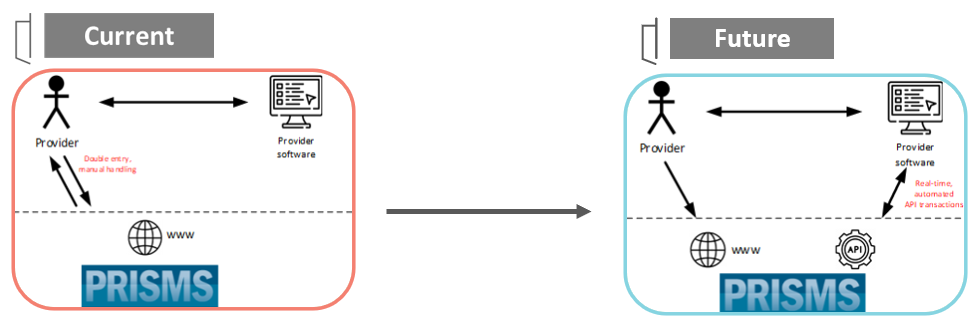 Current
Provider
Provider
software
Double entry,
manual handling
www
PRISMS
Future
Provider
Provider
software
Real-time,
automated
API transactions
www
API
PRISMS